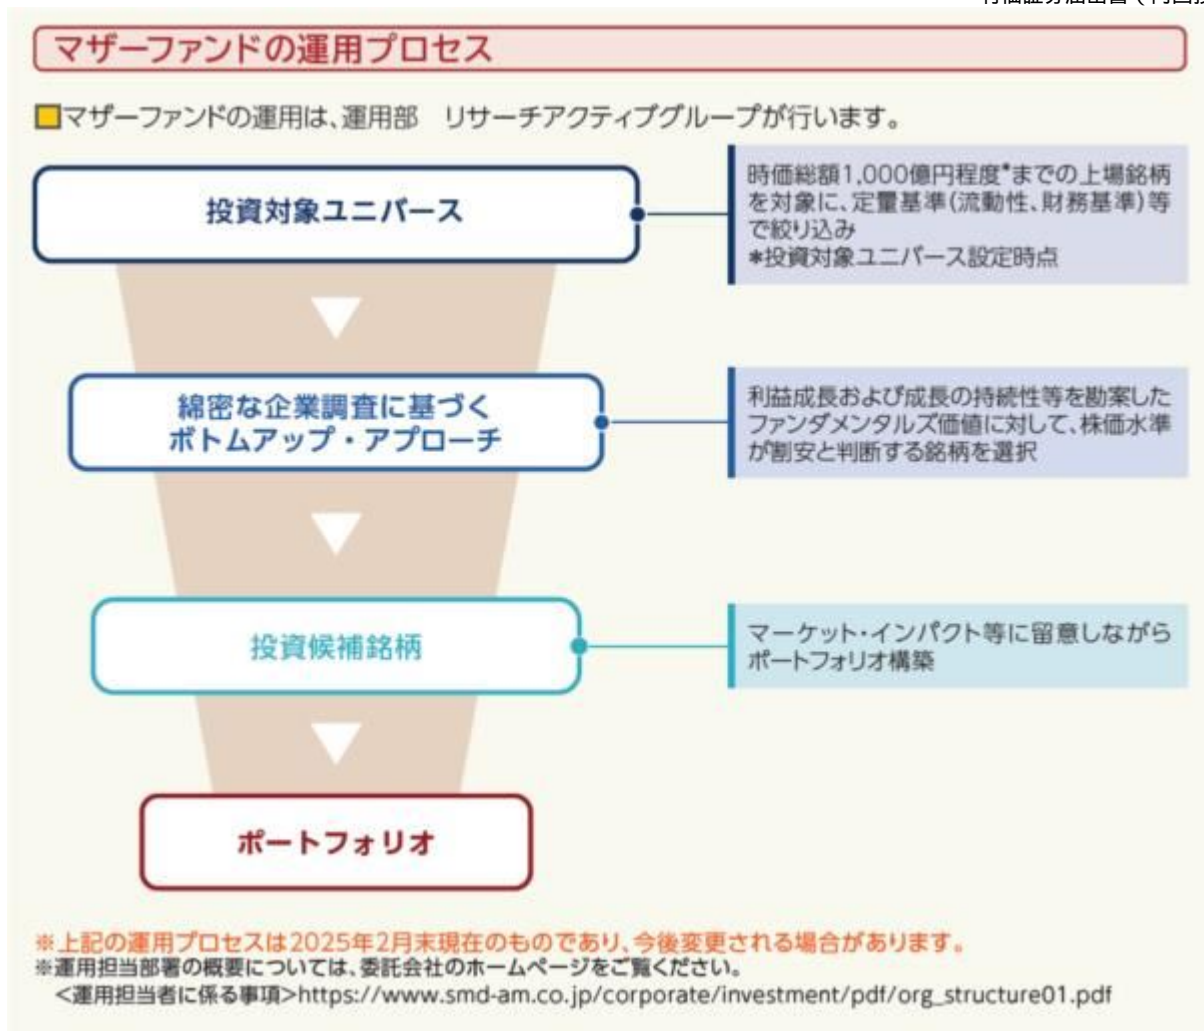 マザーファンドの運用プロセス
マザーファンドの運用は、運用部　リサーチアクティブグループが行います。
投資対象ユニバース
時価総額1,000億円程度*までの上場銘柄
を対象に、定量基準(流動性、財務基準)等
で絞り込み
*投資対象ユニバース設定時点
綿密な企業調査に基づく
ボトムアップ・アプローチ
利益成長および成長の持続性等を勘案した
ファンダメンタルズ価値に対して、株価水準
が割安と判断する銘柄を選択
投資候補銘柄
マーケット・インパクト等に留意しながら
ポートフォリオ構築
ポートフォリオ
※上記の運用プロセスは2025年2月末現在のものであり、今後変更される場合があります。
※運用担当部署の概要については、委託会社のホームページをご覧ください。
<運用担当者に係る事項>https://www.smd-am.co.jp/corporate/investment/pdf/org_structure01.pdf